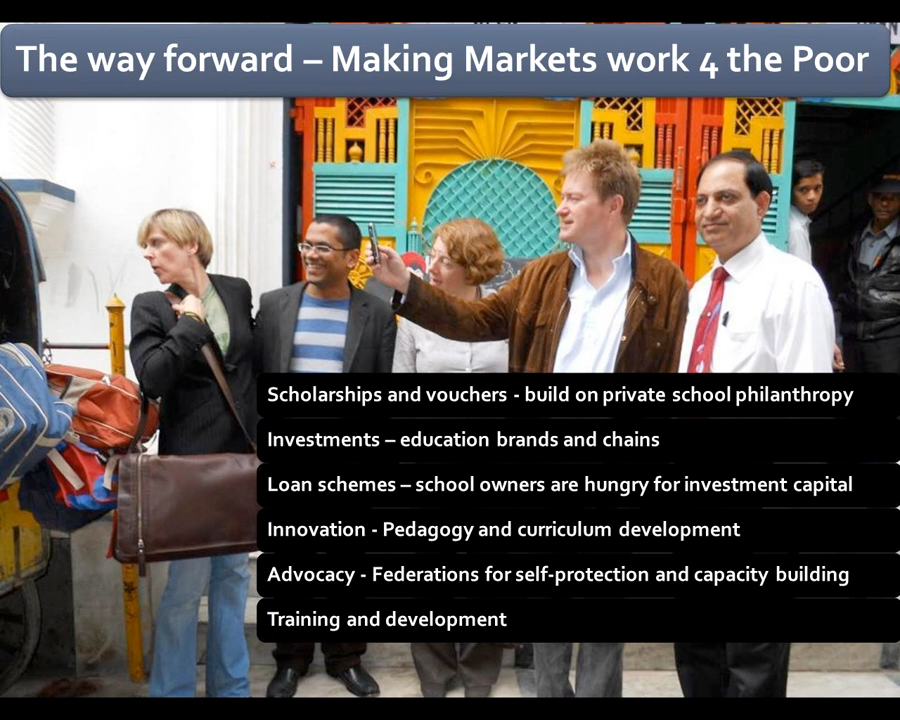 The way forward – Making Markets work 4 the Poor
Scholarships and vouchers - build on private school philanthropy
Investments – education brands and chains
Loan schemes – school owners are hungry for investment capital
Innovation - Pedagogy and curriculum development
Advocacy - Federations for self-protection and capacity building
Training and development